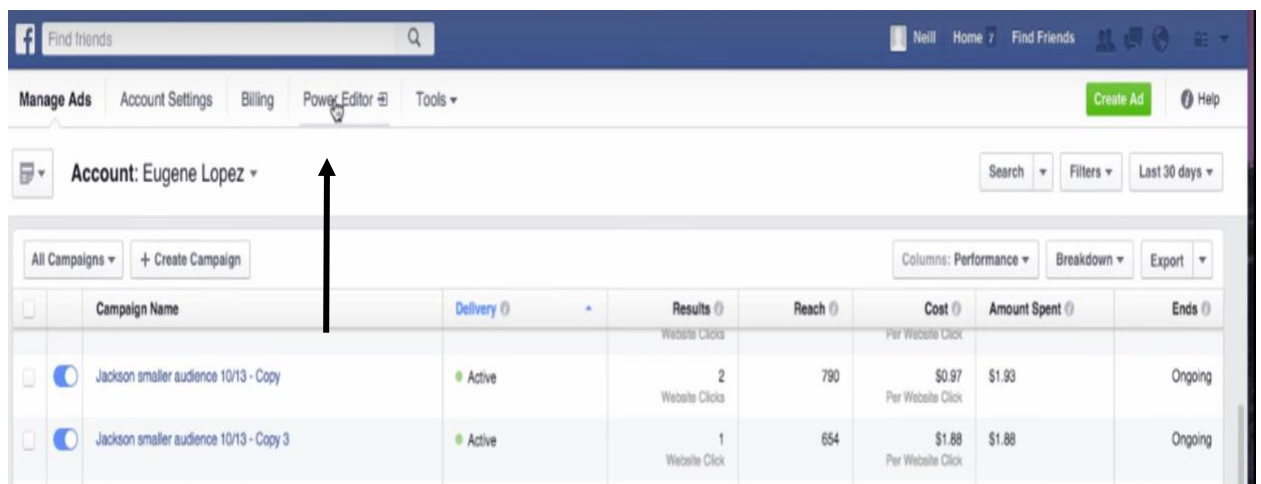 f Find friends Neill Home 7 Find Friends
Manage Ads Account Settings Billing Power Editor Tools Create Ad Help
Account: Eugene Lopez Search Filters Last 30 days
All Campaigns + Create Campaign Columns: Performance Breakdown Export
Campaign Name Delivery Results Reach Cost Amount Spent Ends
Website Clicks Per Website Click
Jackson smaller audience 10/13 - Copy Active 2 790 $0.97 $1.93 Ongoing
Website Clicks Per Website Click
Jackson smaller audience 10/13 - Copy 3 Active 1 654 $1.88 $1.88 Ongoing
Website Click Per Website Click